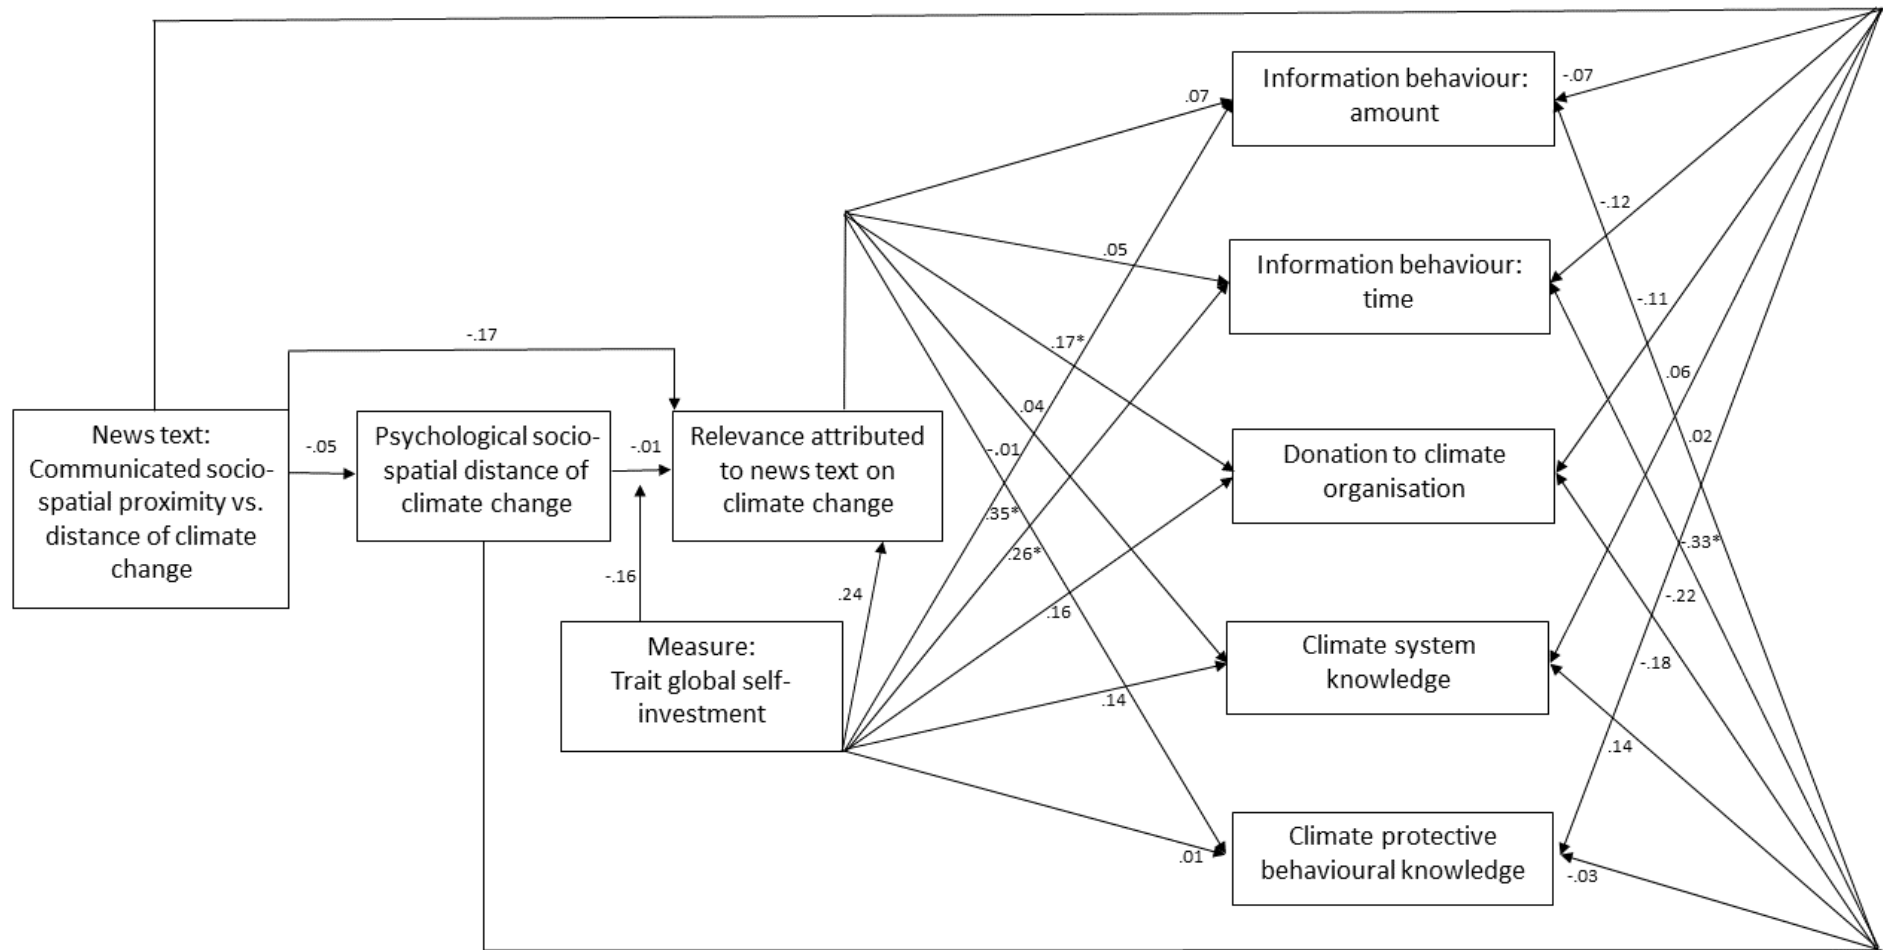 Information behaviour:
amount
-.07
.07
-.12
.05
Information behaviour:
time
-.11
-.17
.17*
.06
News text:
Communicated socio-
spatial proximity vs.
distance of climate
change
-.05
Psychological socio-
spatial distance of
climate change
-.01
Relevance attributed
to news text on
climate change
.04
-.01
.35*
.26*
Donation to climate
organisation
.02
-.33*
-.16
.24
.16
-.22
Measure:
Trait global self-
investment
.14
Climate system
knowledge
-.18
.14
.01
Climate protective
behavioural knowledge
-.03